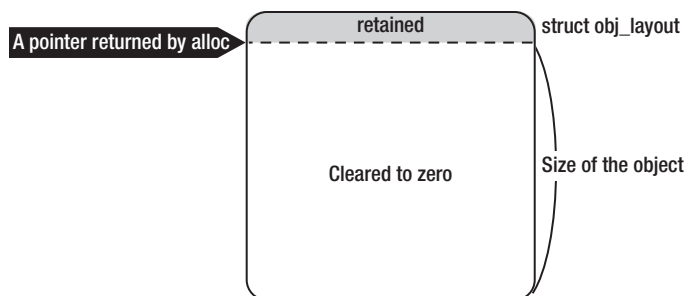 retained
struct obj_layout
A pointer returned by alloc
Cleared to zero
Size of the object